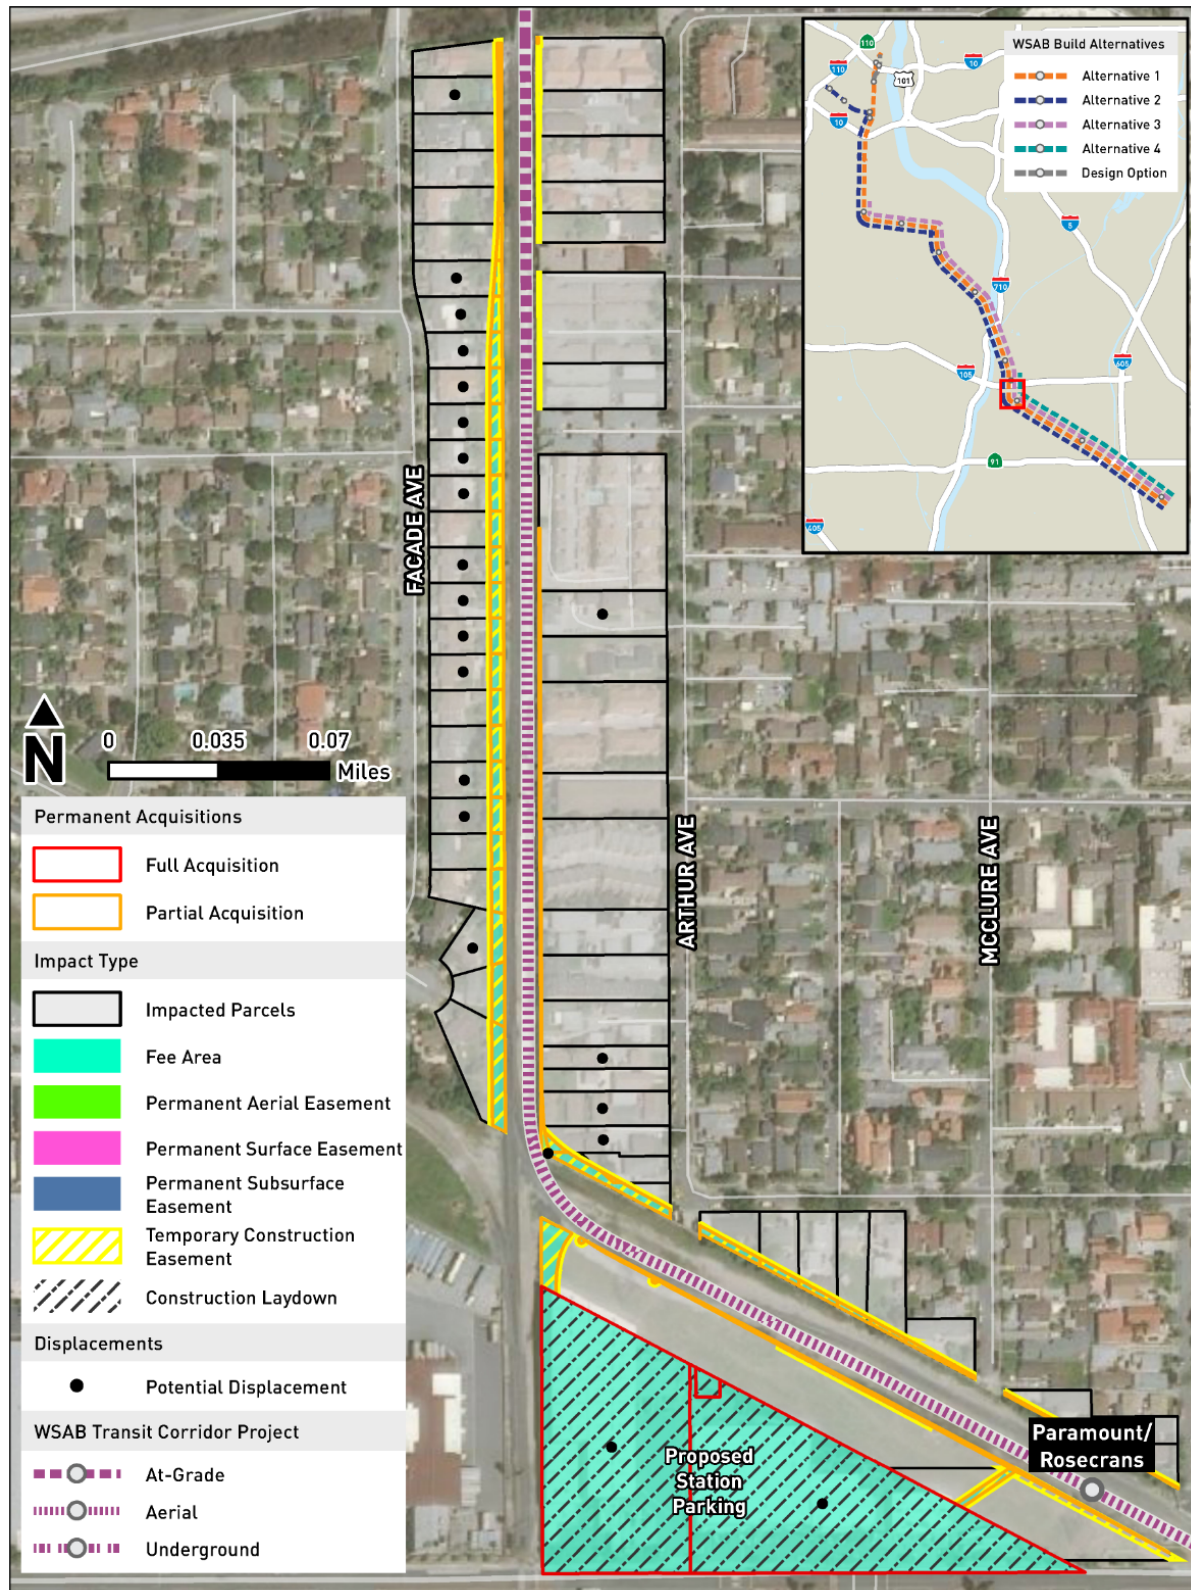 WSAB Build Alternatives
Alternative 1
Alternative 2
Alternative 3
Alternative 4
Design Option
110
10
110
101
10
5
710
105
605
91
405
FACADE AVE
ARTHUR AVE
MCCLURE AVE
N
0 0.035 0.07
Miles
Permanent Acquisitions
Full Acquisition
Partial Acquisition
Impact Type
Impacted Parcels
Fee Area
Permanent Aerial Easement
Permanent Surface Easement
Permanent Subsurface
Easement
Temporary Construction
Easement
Construction Laydown
Displacements
Potential Displacement
WSAB Transit Corridor Project
At-Grade
Aerial
Underground
Proposed
Station
Parking
Paramount/
Rosecrans